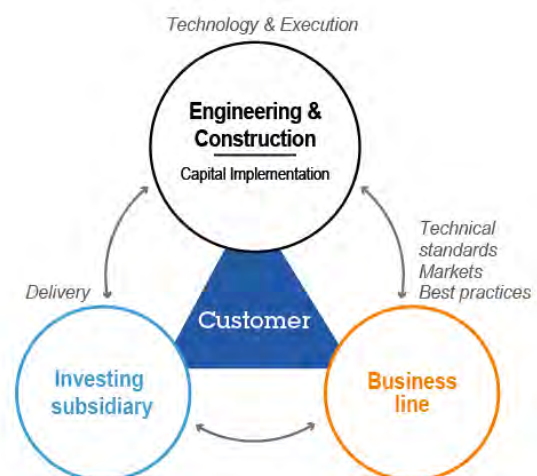 Technology & Execution
Engineering &
Construction
Capital Implementation
Technical
standards
Markets
Best practices
Delivery
Customer
Investing
subsidiary
Business
line